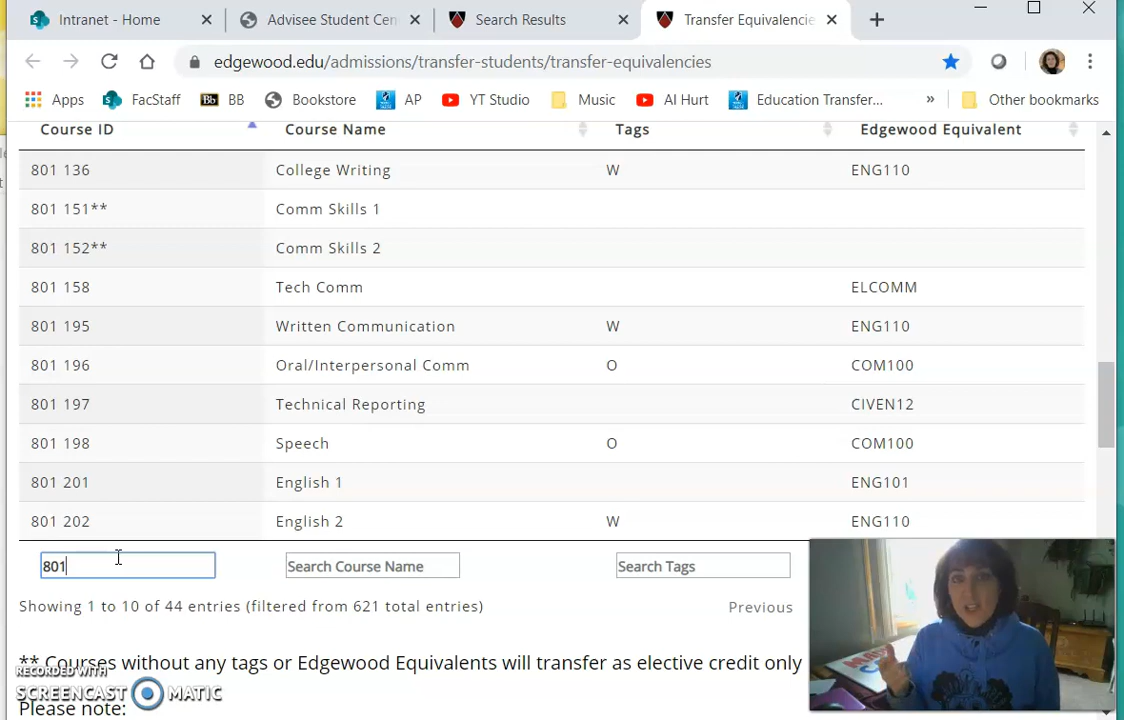 Intranet - Home
Advisee Student Cen
Search Results
Transfer Equivalencie
edgewood.edu/admissions/transfer-students/transfer-equivalencies
Apps FacStaff Bb BB Bookstore AP YT Studio Music AI Hurt Education Transfer... » Other bookmarks
Course ID Course Name Tags Edgewood Equivalent
801 136 College Writing W ENG110
801 151** Comm Skills 1
801 152** Comm Skills 2
801 158 Tech Comm ELCOMM
801 195 Written Communication W ENG110
801 196 Oral/Interpersonal Comm O COM100
801 197 Technical Reporting CIVEN12
801 198 Speech O COM100
801 201 English 1 ENG101
801 202 English 2 W ENG110
801 Search Course Name Search Tags
Showing 1 to 10 of 44 entries (filtered from 621 total entries) Previous
** Courses without any tags or Edgewood Equivalents will transfer as elective credit only
RECORDED WITH
SCREENCAST MATIC
Please note: